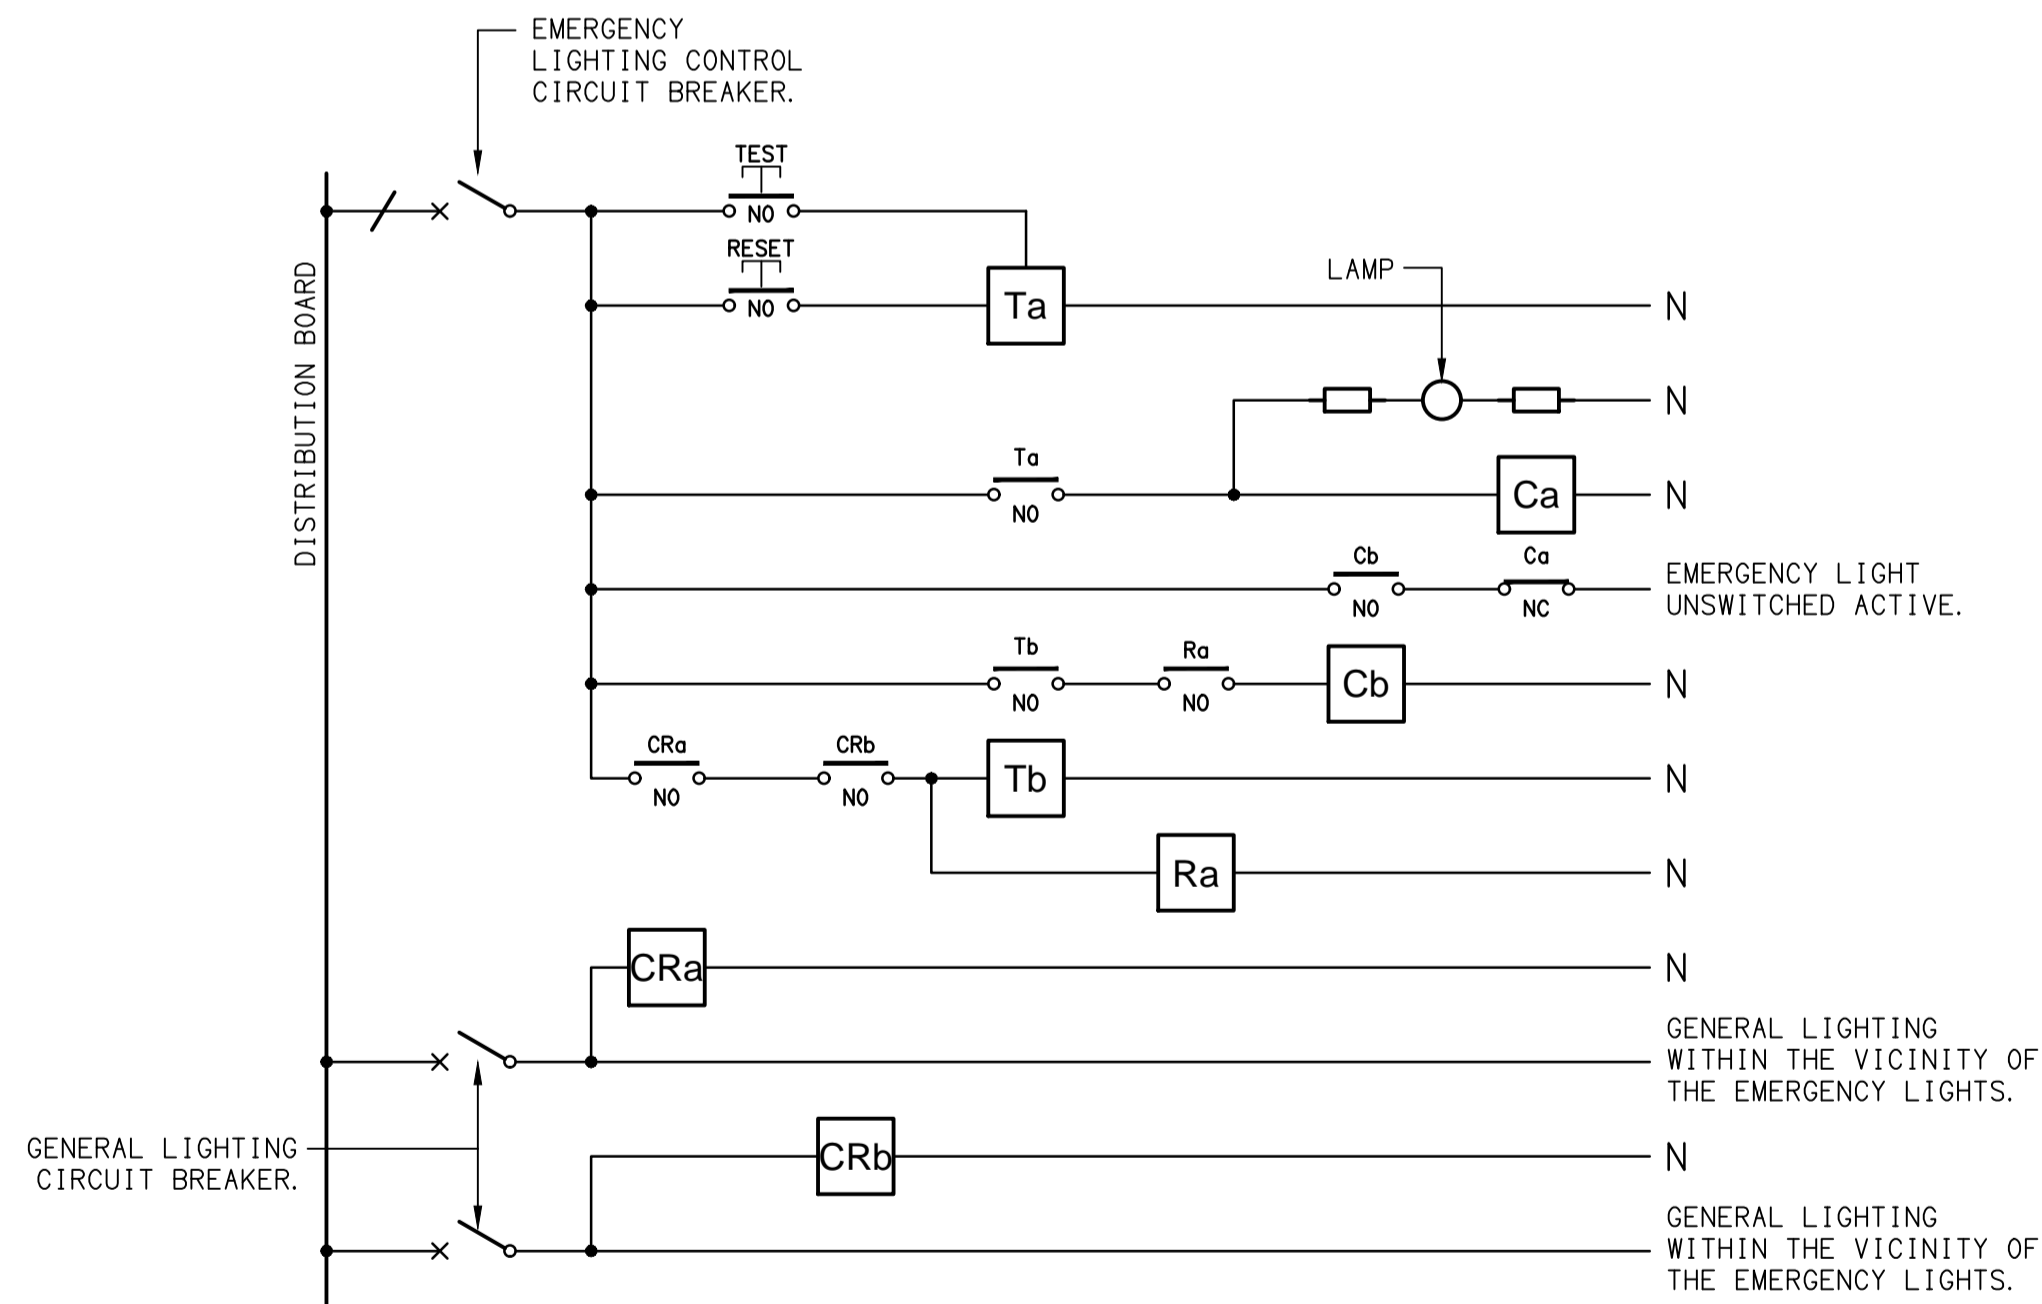 EMERGENCY
LIGHTING CONTROL
CIRCUIT BREAKER.
TEST
NO
RESET
NO
Ta
N
LAMP
N
DISTRIBUTION BOARD
Ta
NO
Ca
N
Cb
NO
Ca
NC
EMERGENCY LIGHT
UNSWITCHED ACTIVE.
Tb
NO
Ra
NO
Cb
N
CRa
NO
CRb
NO
Tb
N
Ra
N
CRa
N
GENERAL LIGHTING
WITHIN THE VICINITY OF
THE EMERGENCY LIGHTS.
GENERAL LIGHTING
CIRCUIT BREAKER.
CRb
N
GENERAL LIGHTING
WITHIN THE VICINITY OF
THE EMERGENCY LIGHTS.